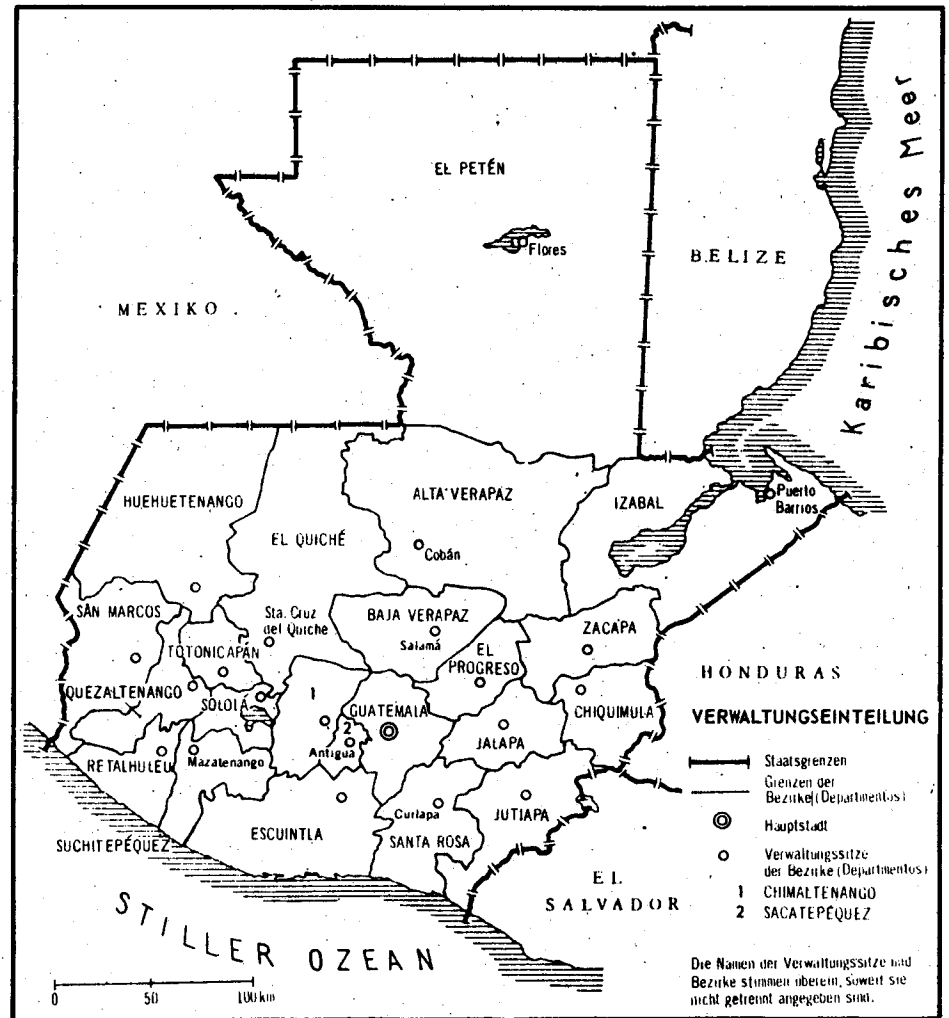 EL PETÉN
Flores
BELIZE
Karibisches Meer
MEXIKO
HUEHUETENANGO
ALTA VERAPAZ
IZABAL
Puerto
Barrios
EL QUICHÉ
Cobán
SAN MARCOS
Sta. Cruz
del Quiche
BAJA VERAPAZ
Salamá
ZACAPA
TOTONICAPÁN
EL
PROGRESO
HONDURAS
QUEZALTENANGO
SOLOLÁ
1
GUATEMALA
CHIQUIMULA
2
Antigua
JALAPA
RETALHULEU
Mazatenango
ESCUINTLA
JUTIAPA
SANTA ROSA
SUCHITEPÉQUEZ
EL
SALVADOR
STILLER OZEAN
0 50 100 km
VERWALTUNGSEINTEILUNG
Staatsgrenzen
Grenzen der
Bezirke (Departmentos)
Hauptstadt
Verwaltungssitze
der Bezirke (Departmentos)
1 CHIMALTENANGO
2 SACATEPÉQUEZ
Die Namen der Verwaltungssitze und
Bezirke stimmen überein, soweit sie
nicht getrennt angegeben sind.